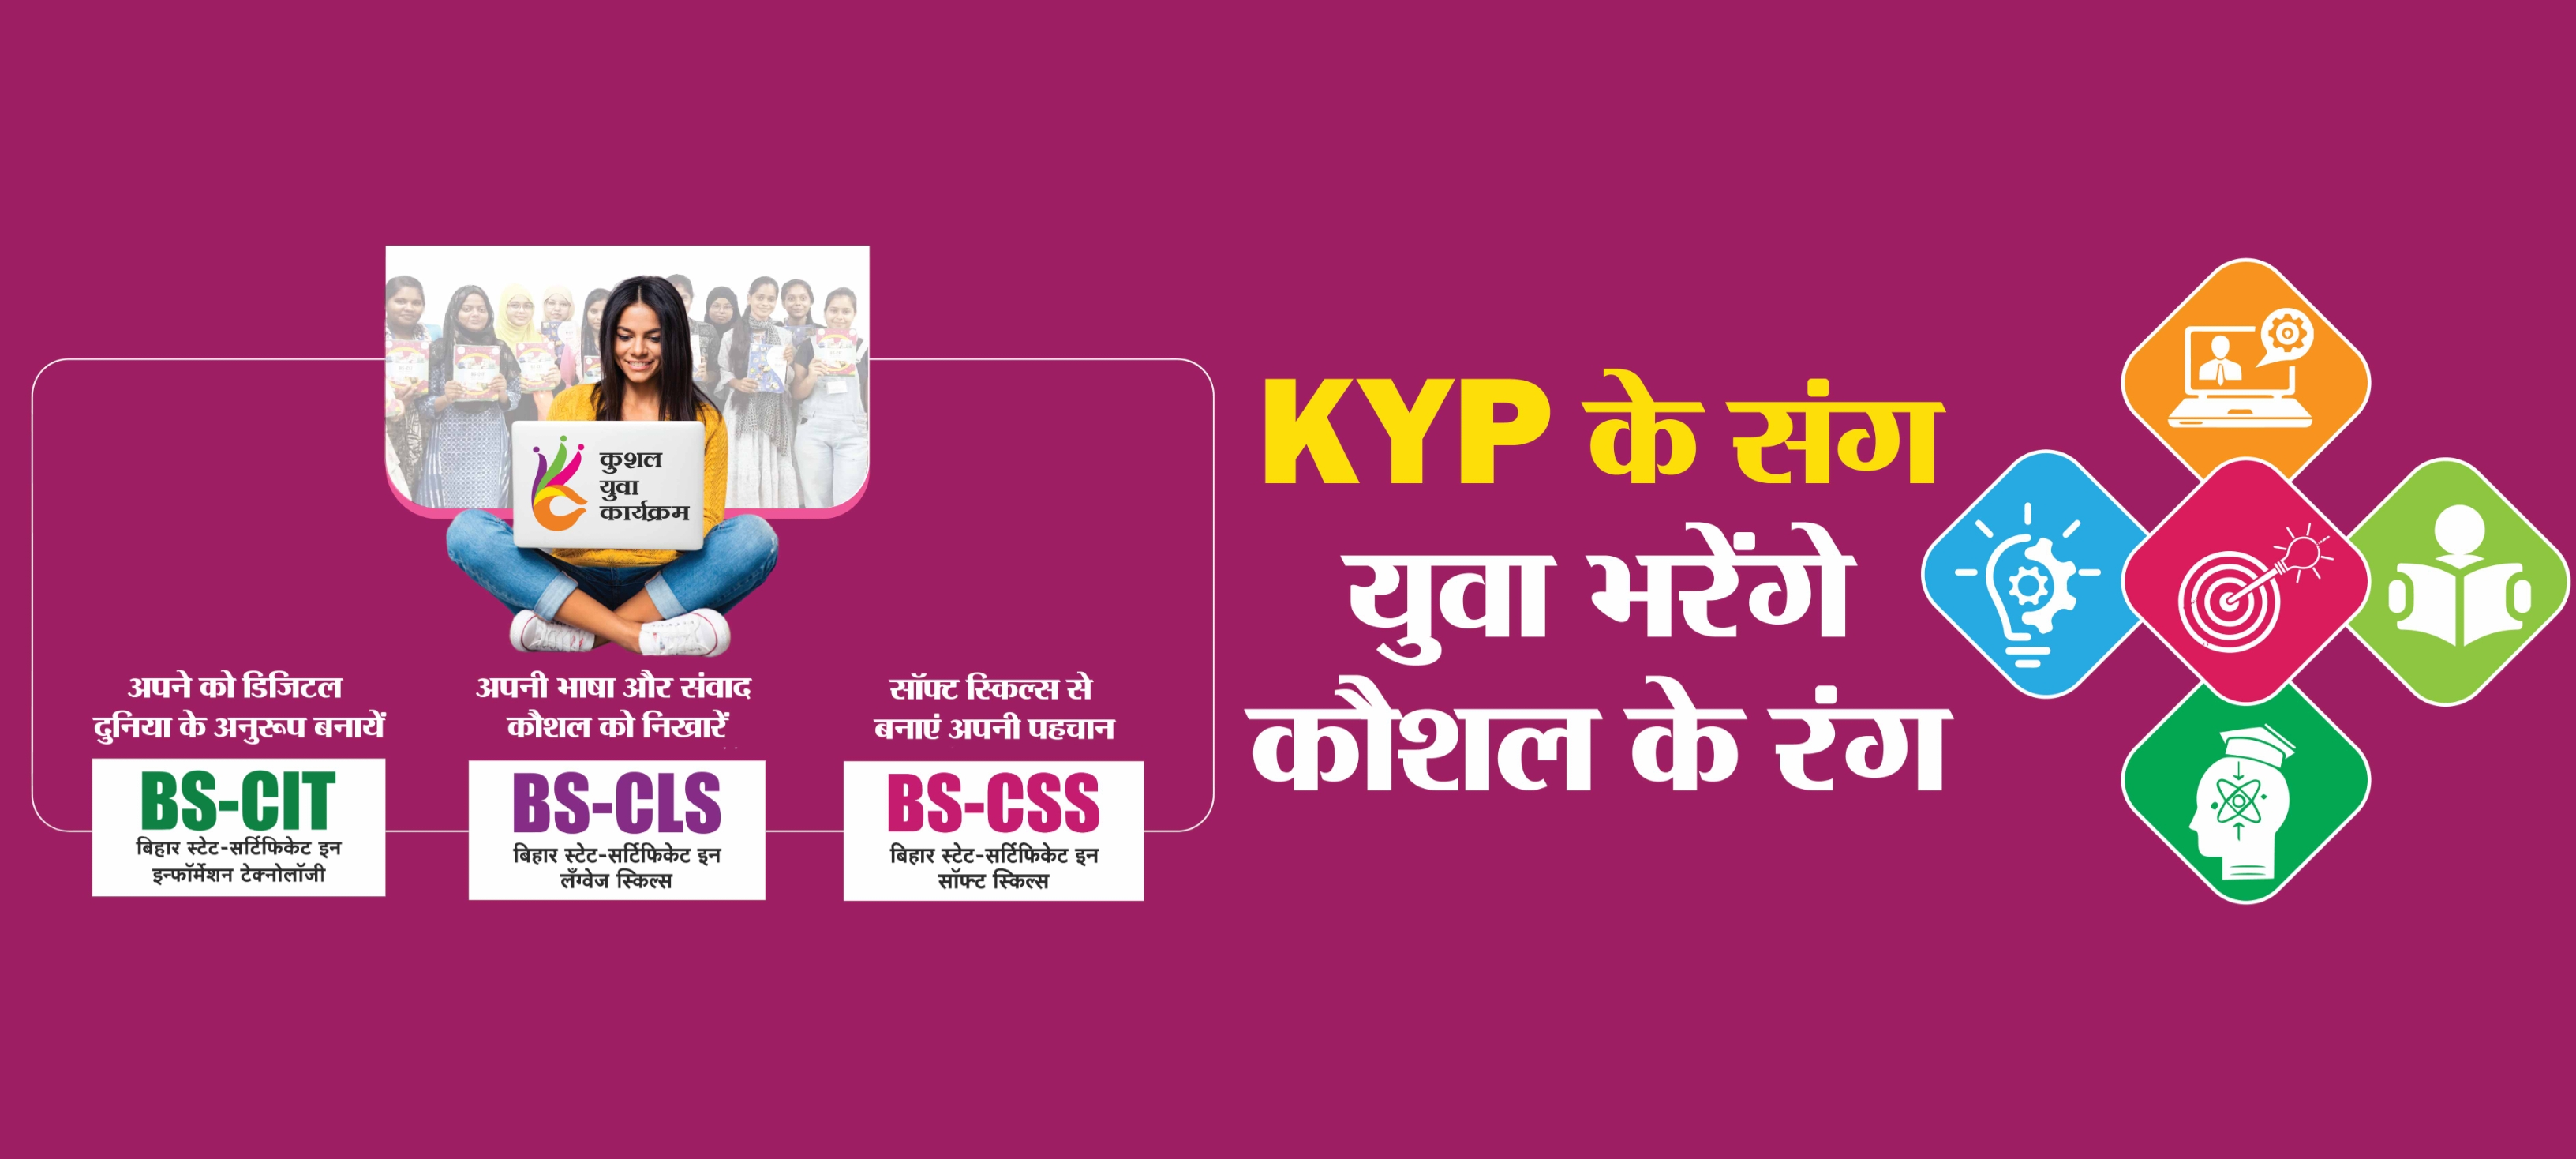 कुशल
युवा
कार्यक्रम
अपने को डिजिटल
दुनिया के अनुरूप बनायें
BS-CIT
बिहार स्टेट-सर्टिफिकेट इन
इन्फॉर्मेशन टेक्नोलॉजी
अपनी भाषा और संवाद
कौशल को निखारें
BS-CLS
बिहार स्टेट-सर्टिफिकेट इन
लँग्वेज स्किल्स
सॉफ्ट स्किल्स से
बनाएं अपनी पहचान
BS-CSS
बिहार स्टेट-सर्टिफिकेट इन
सॉफ्ट स्किल्स
KYP के संग
युवा भरेंगे
कौशल के रंग